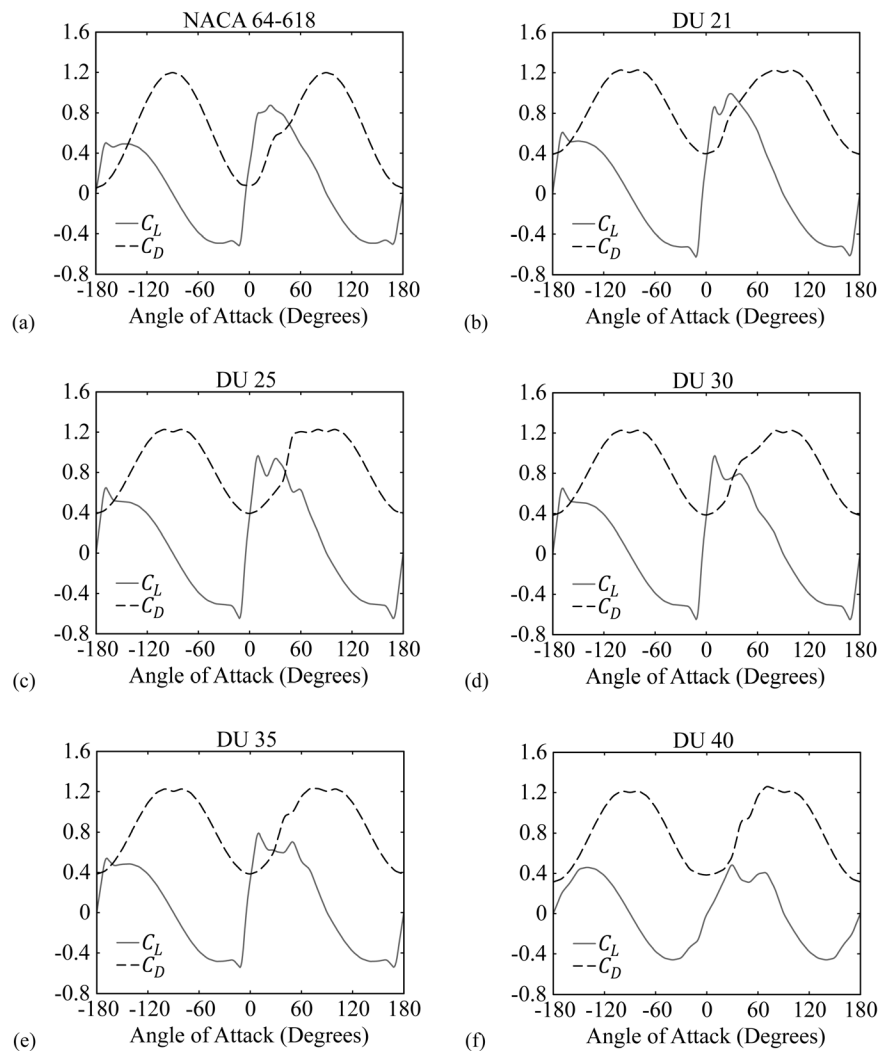 NACA 64-618
1.6
1.2
0.8
0.4
0
-0.4
-0.8
C_L
C_D
-180 -120 -60 0 60 120 180
(a) Angle of Attack (Degrees)
DU 21
1.6
1.2
0.8
0.4
0
-0.4
-0.8
C_L
C_D
-180 -120 -60 0 60 120 180
(b) Angle of Attack (Degrees)
DU 25
1.6
1.2
0.8
0.4
0
-0.4
-0.8
C_L
C_D
-180 -120 -60 0 60 120 180
Angle of Attack (Degrees)
(c)
DU 30
1.6
1.2
0.8
0.4
0
-0.4
-0.8
C_L
C_D
-180 -120 -60 0 60 120 180
Angle of Attack (Degrees)
(d)
DU 35
1.6
1.2
0.8
0.4
0
-0.4
-0.8
C_L
C_D
-180 -120 -60 0 60 120 180
Angle of Attack (Degrees)
(e)
DU 40
1.6
1.2
0.8
0.4
0
-0.4
-0.8
C_L
C_D
-180 -120 -60 0 60 120 180
Angle of Attack (Degrees)
(f)